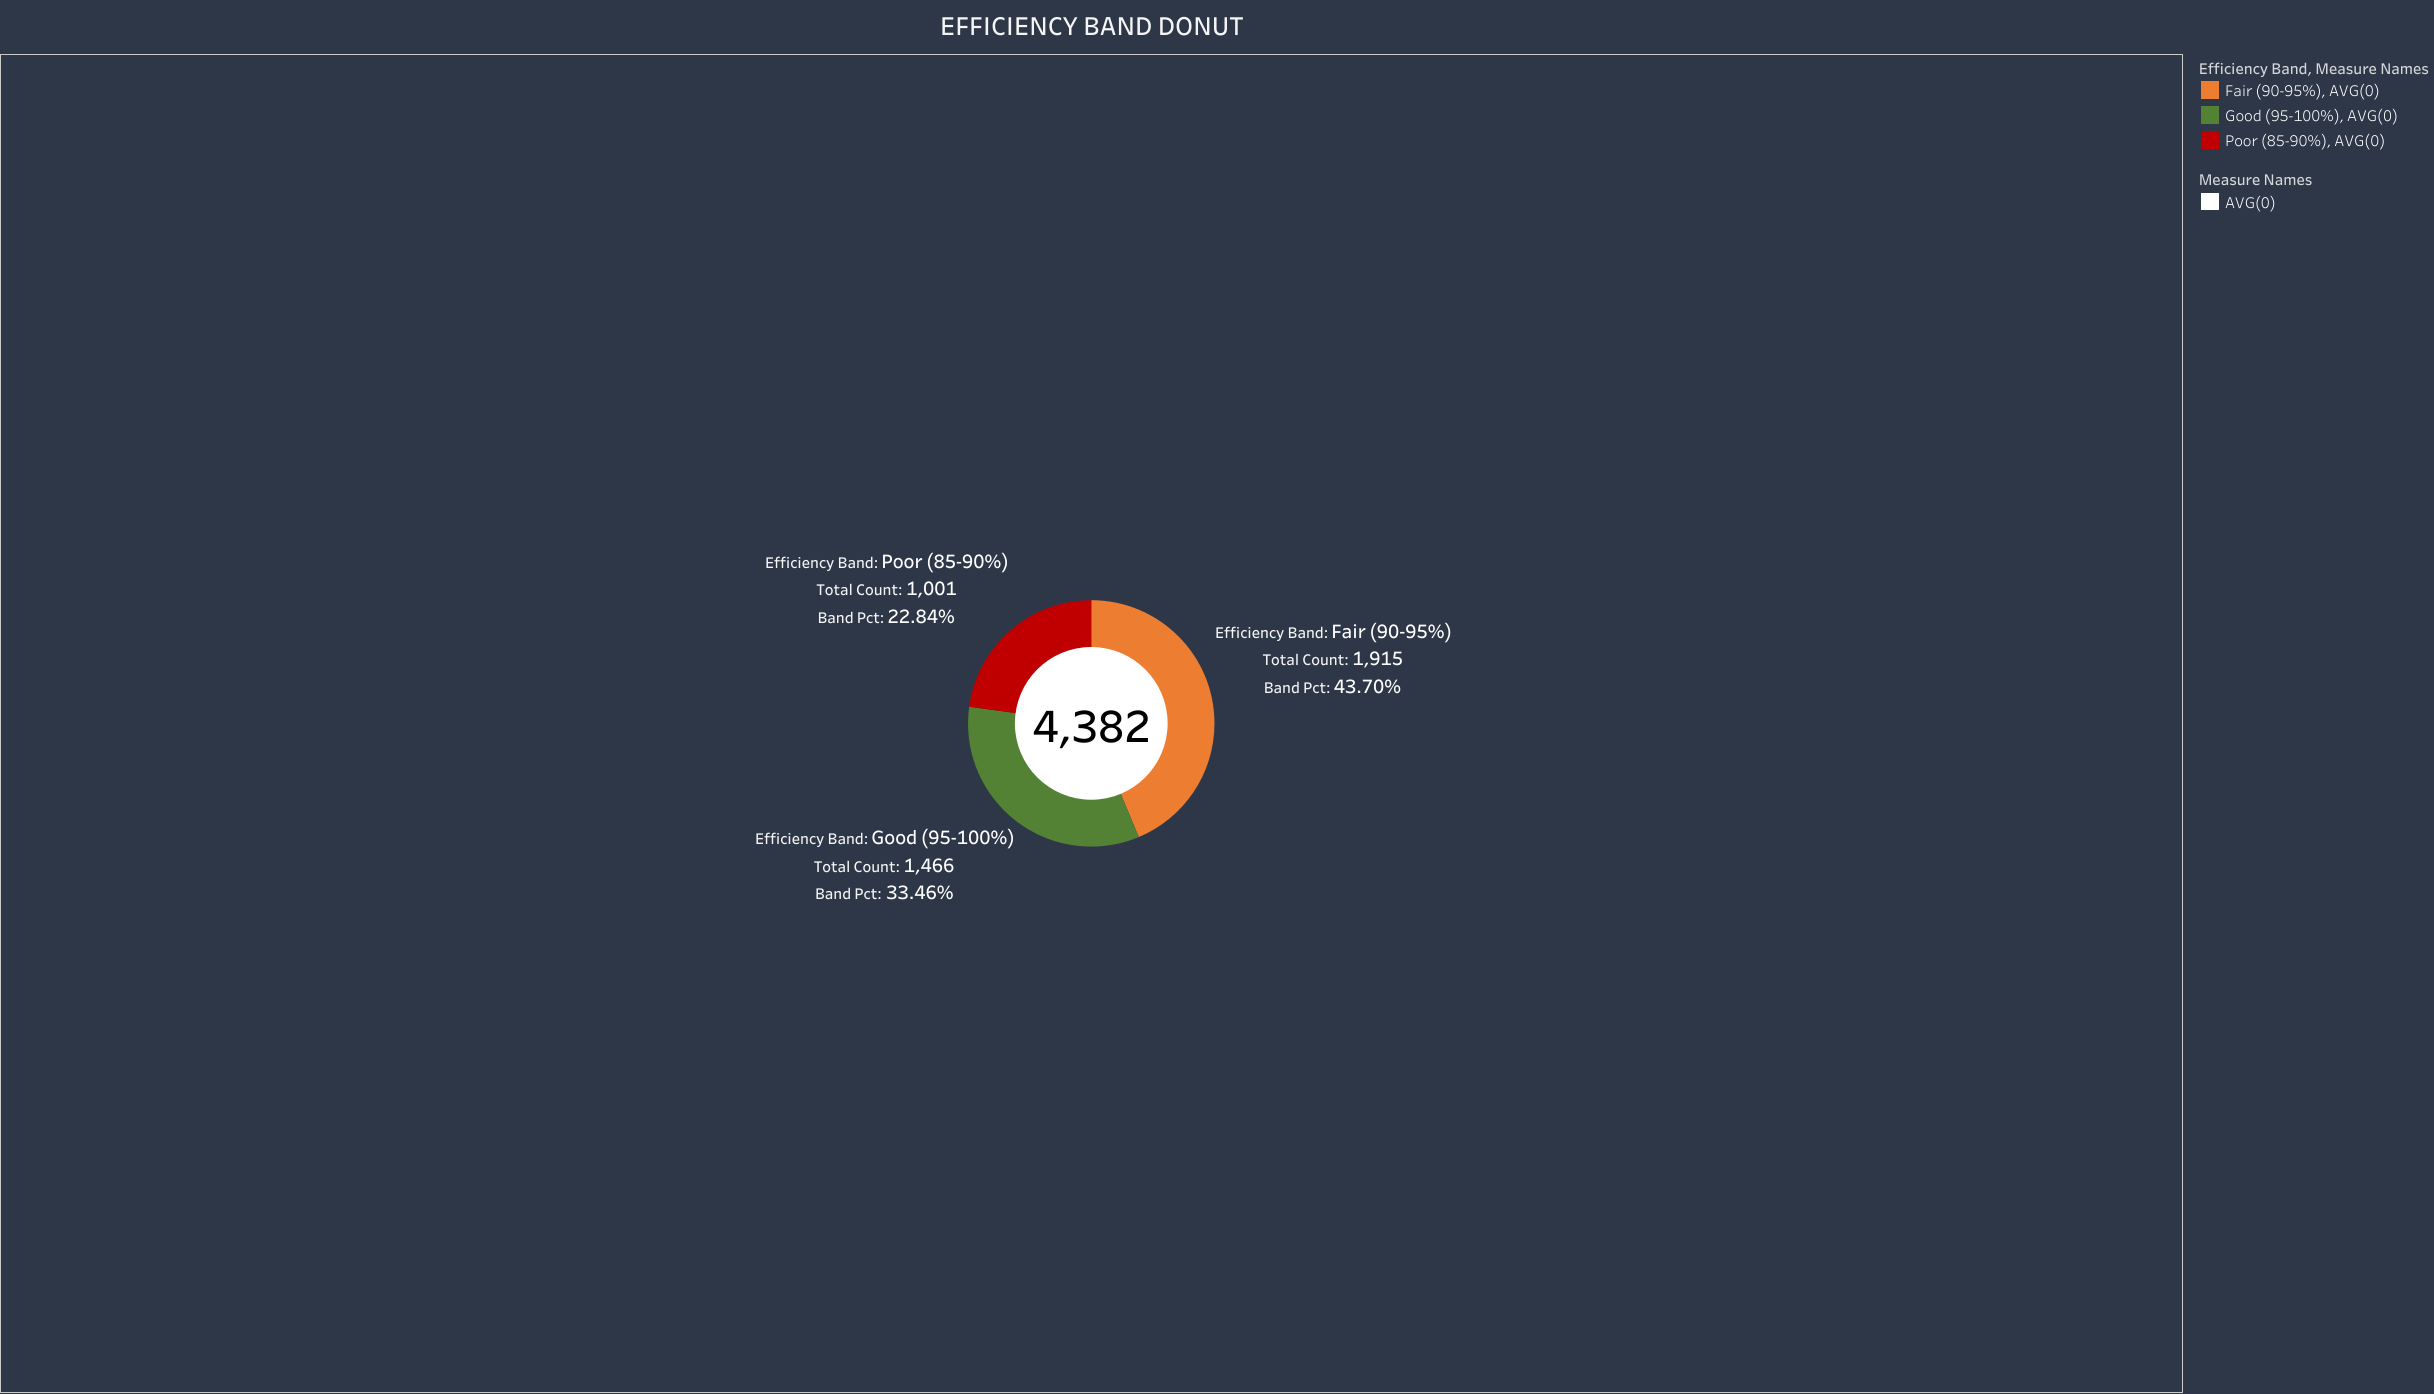 EFFICIENCY BAND DONUT
Efficiency Band, Measure Names
Fair (90-95%), AVG(0)
Good (95-100%), AVG(0)
Poor (85-90%), AVG(0)
Measure Names
AVG(0)
Efficiency Band: Poor (85-90%)
Total Count: 1,001
Band Pct: 22.84%
Efficiency Band: Fair (90-95%)
Total Count: 1,915
Band Pct: 43.70%
4,382
Efficiency Band: Good (95-100%)
Total Count: 1,466
Band Pct: 33.46%